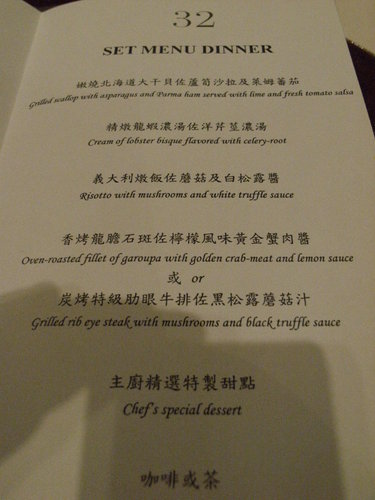 32
SET MENU DINNER
嫩燒北海道大干貝佐蘆筍沙拉及萊姆蕃茄
Grilled scallop with asparagus and Parma ham served with lime and fresh tomato salsa
精燉龍蝦濃湯佐洋芹莖濃湯
Cream of lobster bisque flavored with celery-root
義大利燉飯佐蘑菇及白松露醬
Risotto with mushrooms and white truffle sauce
香烤龍膽石斑佐檸檬風味黃金蟹肉醬
Oven-roasted fillet of garoupa with golden crab-meat and lemon sauce
或 or
炭烤特級肋眼牛排佐黑松露蘑菇汁
Grilled rib eye steak with mushrooms and black truffle sauce
主廚精選特製甜點
Chef's special dessert
咖啡或茶